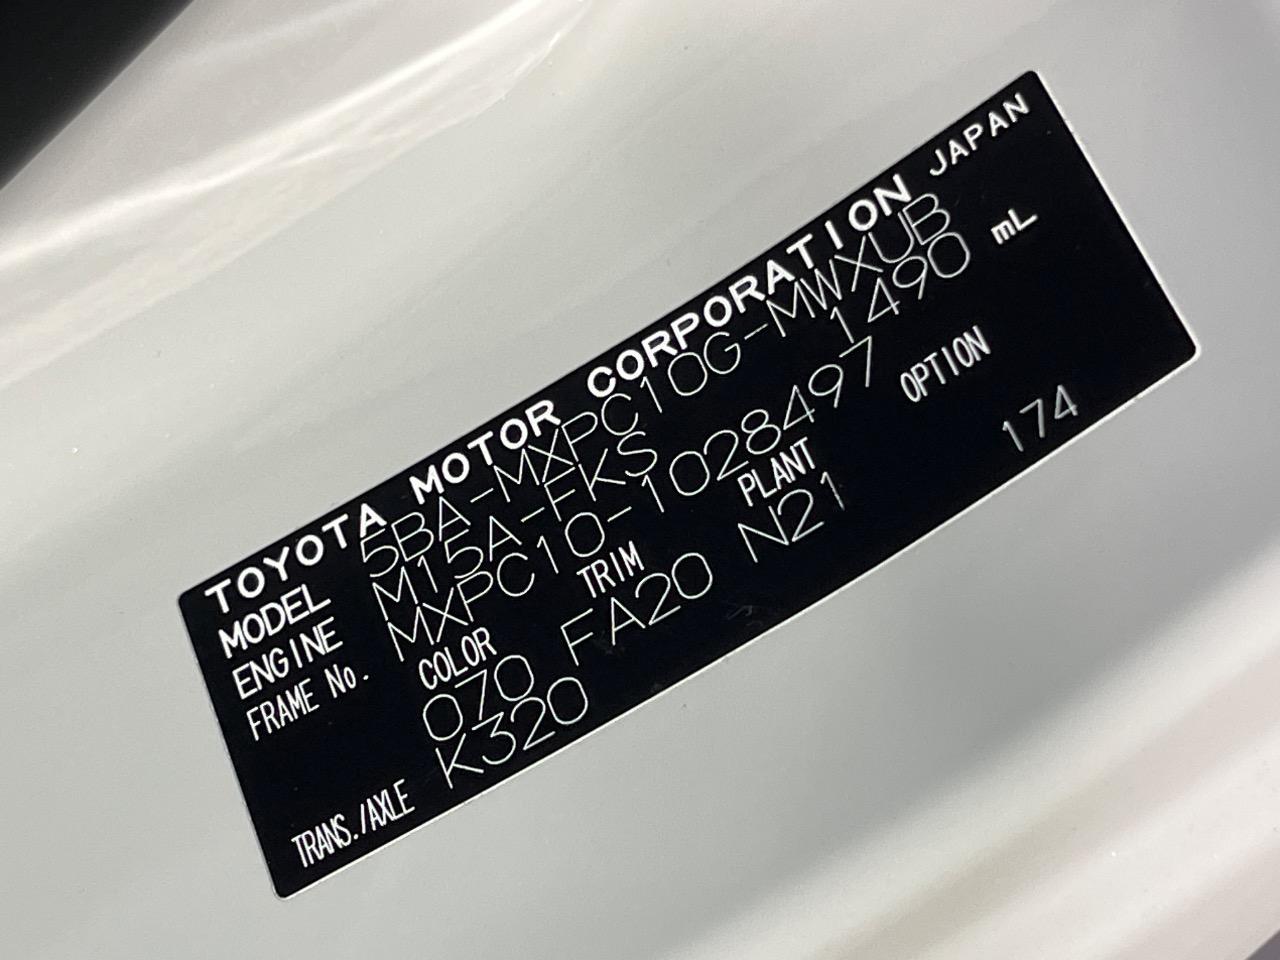 TOYOTA MOTOR CORPORATION JAPAN
MODEL 5BA-MXPC10G-MWXUB
ENGINE M15A-FKS 1490 mL
FRAME No. MXPC10-1028497
COLOR TRIM PLANT OPTION
070 FA20 N21 174
TRANS./AXLE K320